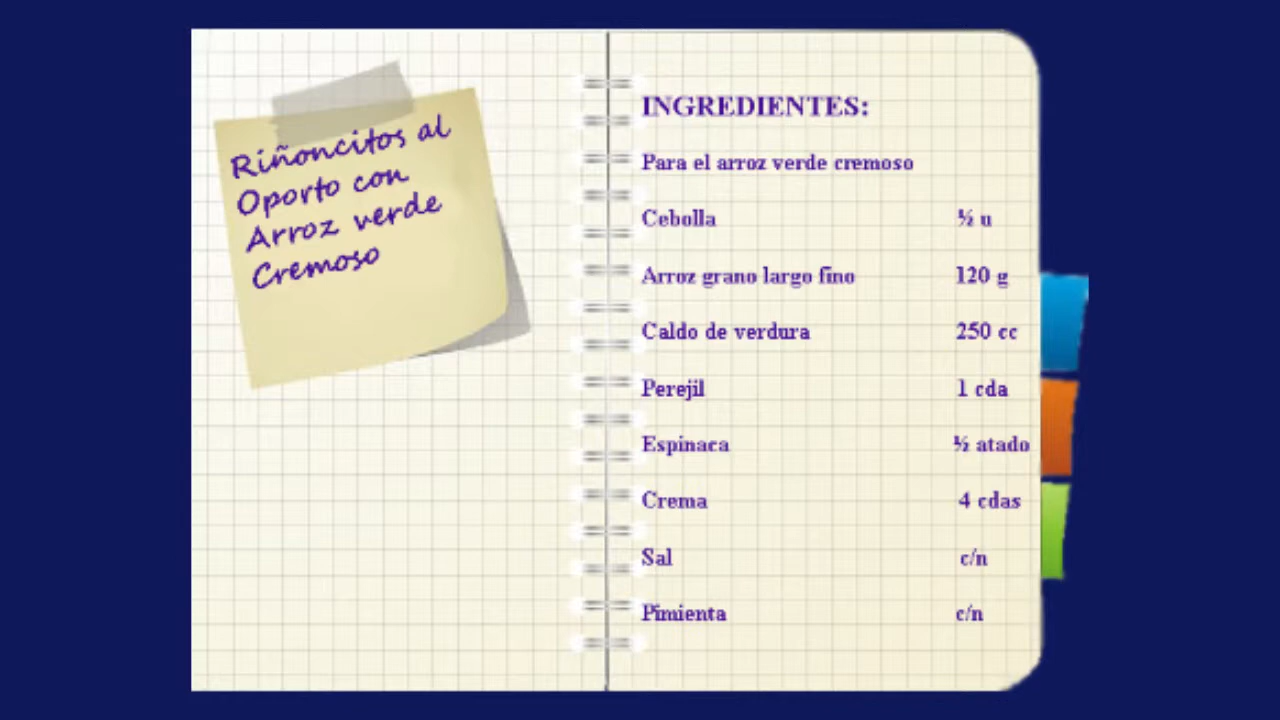 Riñoncitos al
Oporto con
Arroz verde
Cremoso
INGREDIENTES:
Para el arroz verde cremoso
Cebolla ½ u
Arroz grano largo fino 120 g
Caldo de verdura 250 cc
Perejil 1 cda
Espinaca ½ atado
Crema 4 cdas
Sal c/n
Pimienta c/n